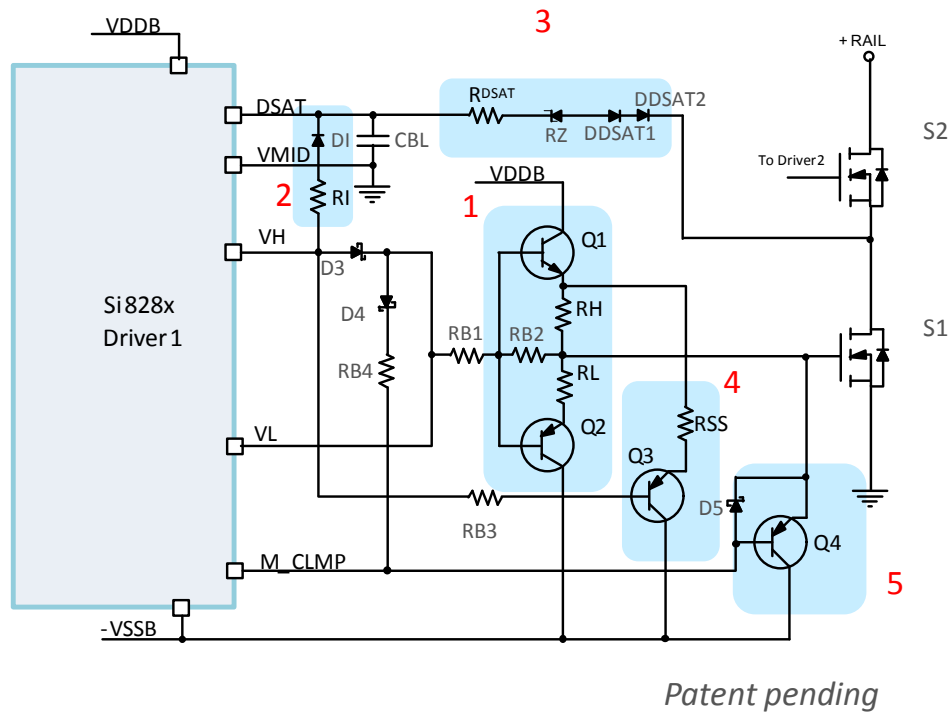 VDDB
3
+ RAIL
DSAT
RDSAT
DDSAT2
RZ
DDSAT1
S2
DI
CBL
VMID
To Driver2
2
RI
VDDB
1
VH
Q1
D3
Si828x
Driver1
D4
RH
S1
RB1
RB2
RB4
RL
4
VL
Q2
RSS
Q3
D5
RB3
Q4
M_CLMP
5
-VSSB
Patent pending